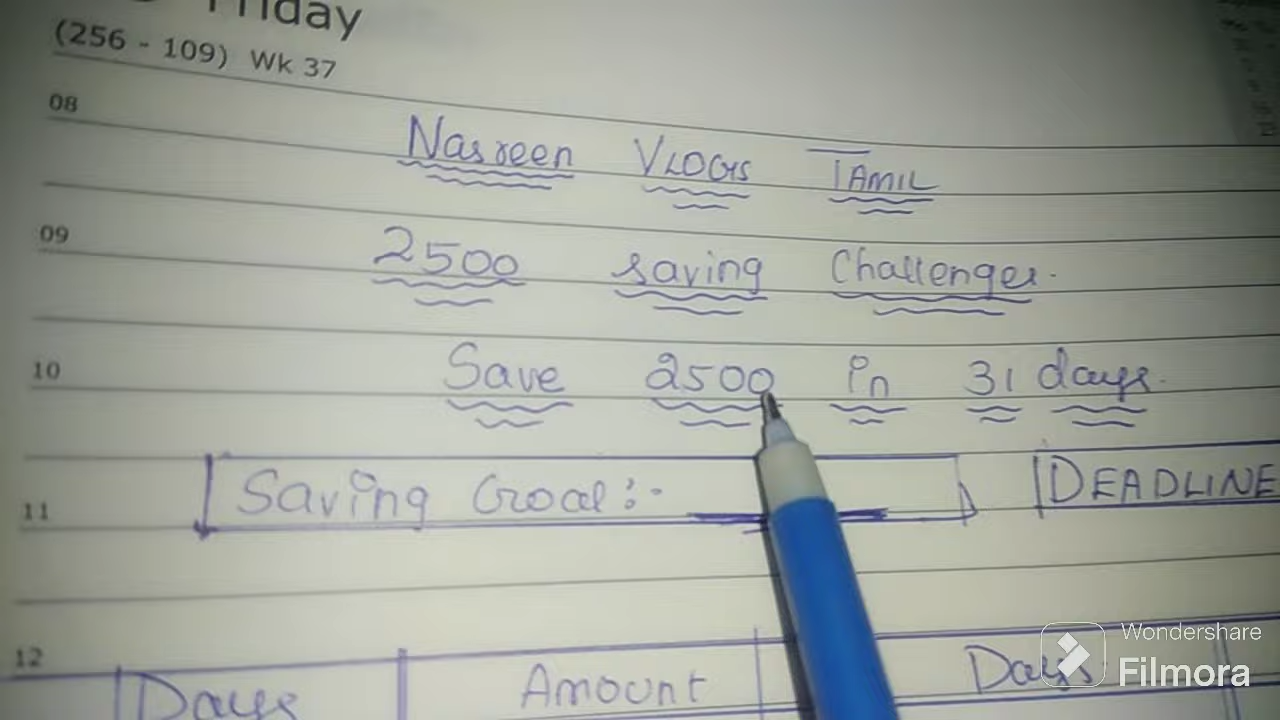 Friday
(256 - 109) Wk 37
08
Nasreen VLOGS TAMIL
09
2500 saving Challenges.
10
Save 2500 in 31 days.
11
Saving Goal:-
DEADLINE
12
Days Amount Days
Wondershare
Filmora